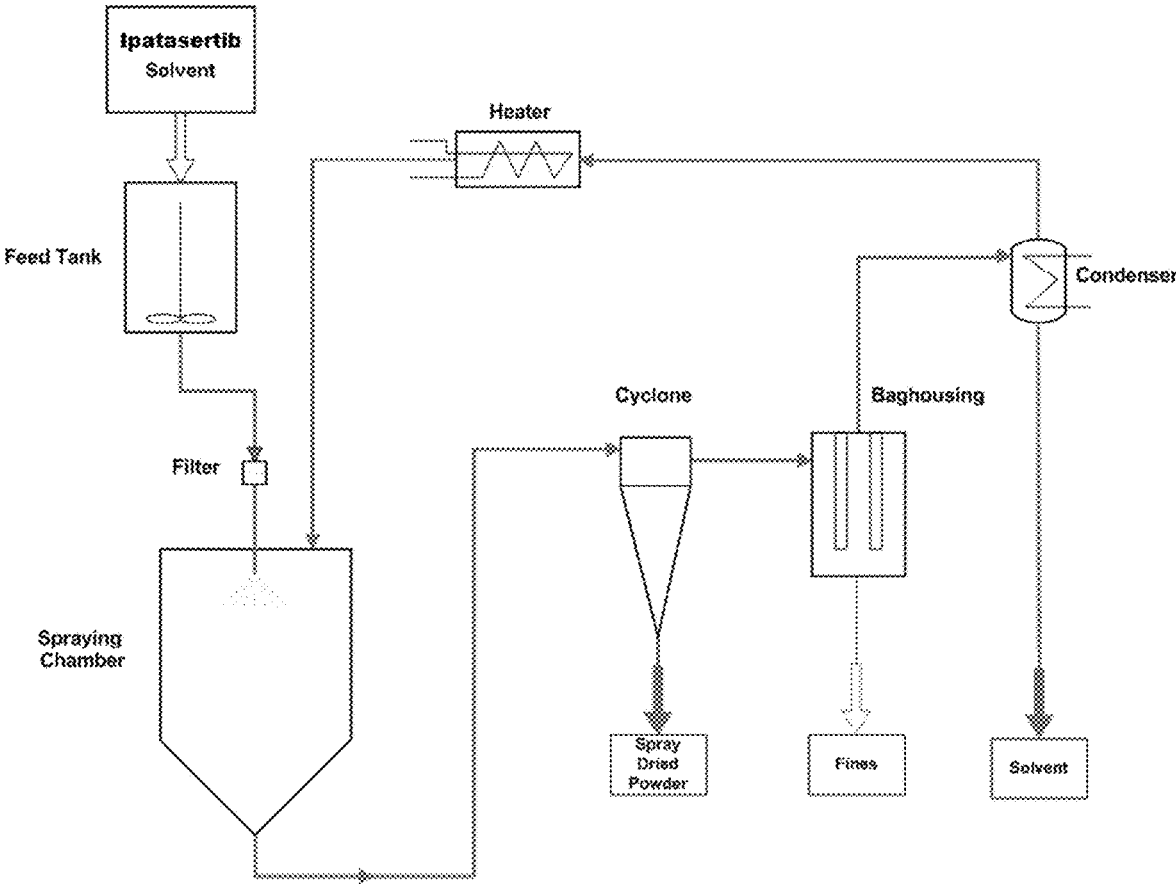 Ipatasertib
Solvent
Heater
Feed Tank
Condenser
Cyclone
Baghousing
Filter
Spraying
Chamber
Spray
Dried
Powder
Fines
Solvent